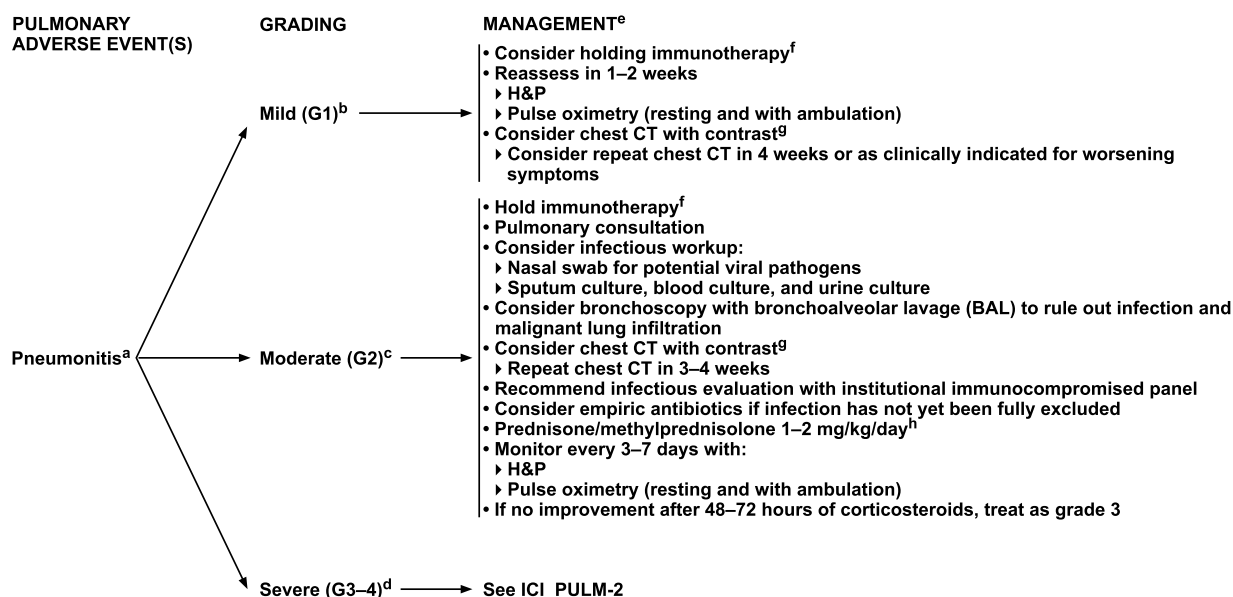 PULMONARY
ADVERSE EVENT(S)
GRADING
MANAGEMENTe
Mild (G1)b
• Consider holding immunotherapyf
• Reassess in 1–2 weeks
H&P
Pulse oximetry (resting and with ambulation)
• Consider chest CT with contrastg
Consider repeat chest CT in 4 weeks or as clinically indicated for worsening
symptoms
Pneumonitisa
Moderate (G2)c
• Hold immunotherapyf
• Pulmonary consultation
• Consider infectious workup:
Nasal swab for potential viral pathogens
Sputum culture, blood culture, and urine culture
• Consider bronchoscopy with bronchoalveolar lavage (BAL) to rule out infection and
malignant lung infiltration
• Consider chest CT with contrastg
Repeat chest CT in 3–4 weeks
• Recommend infectious evaluation with institutional immunocompromised panel
• Consider empiric antibiotics if infection has not yet been fully excluded
• Prednisone/methylprednisolone 1–2 mg/kg/dayh
• Monitor every 3–7 days with:
H&P
Pulse oximetry (resting and with ambulation)
• If no improvement after 48–72 hours of corticosteroids, treat as grade 3
Severe (G3–4)d
See ICI PULM-2